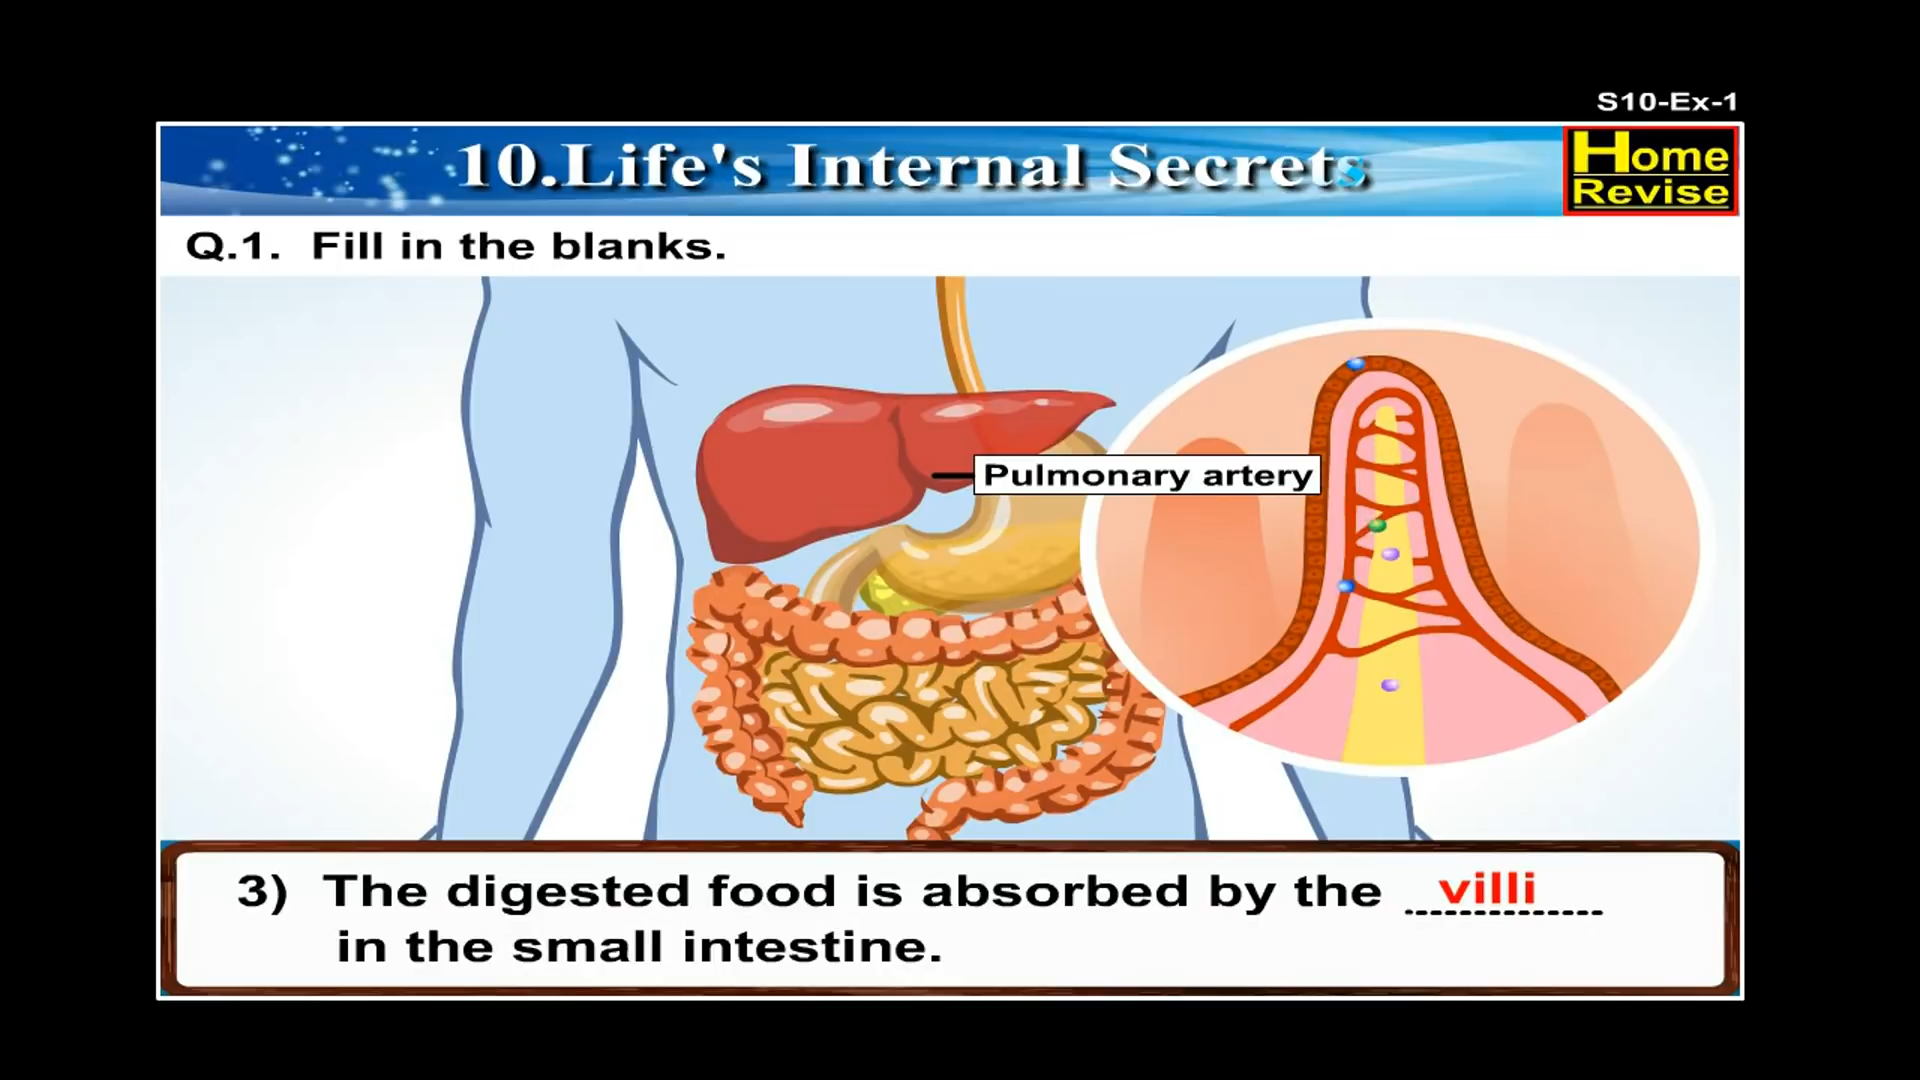 S10-Ex-1
10.Life's Internal Secrets
Home
Revise
Q.1. Fill in the blanks.
Pulmonary artery
3) The digested food is absorbed by the villi
in the small intestine.